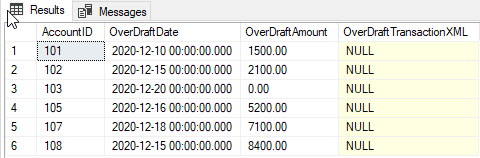 Results Messages
AccountID OverDraftDate OverDraftAmount OverDraftTransactionXML
1 101 2020-12-10 00:00:00.000 1500.00 NULL
2 102 2020-12-15 00:00:00.000 2100.00 NULL
3 103 2020-12-20 00:00:00.000 0.00 NULL
4 105 2020-12-16 00:00:00.000 5200.00 NULL
5 107 2020-12-18 00:00:00.000 7100.00 NULL
6 108 2020-12-15 00:00:00.000 8400.00 NULL